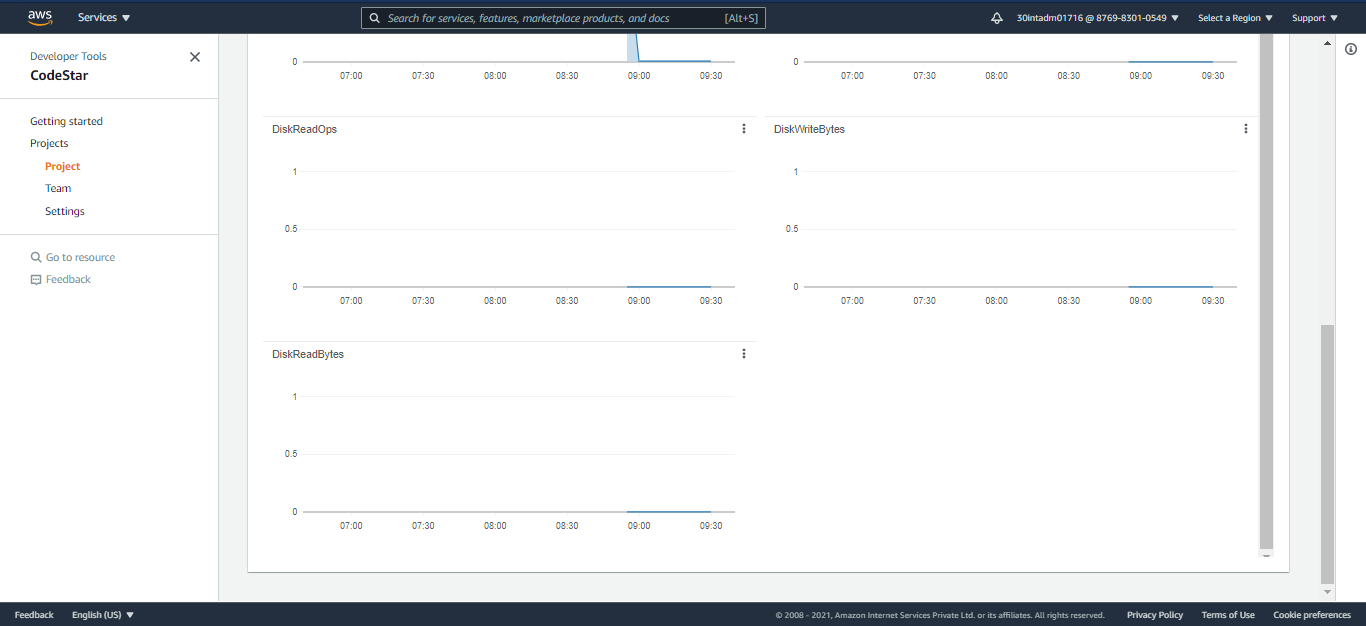 aws
Services
Search for services, features, marketplace products, and docs
[Alt+S]
30intadm01716 @ 8769-8301-0549
Select a Region
Support
Developer Tools
CodeStar
Getting started
Projects
Project
Team
Settings
Go to resource
Feedback
0
07:00 07:30 08:00 08:30 09:00 09:30
0
07:00 07:30 08:00 08:30 09:00 09:30
DiskReadOps
1
0.5
0
07:00 07:30 08:00 08:30 09:00 09:30
DiskWriteBytes
1
0.5
0
07:00 07:30 08:00 08:30 09:00 09:30
DiskReadBytes
1
0.5
0
07:00 07:30 08:00 08:30 09:00 09:30
Feedback
English (US)
© 2008 - 2021, Amazon Internet Services Private Ltd. or its affiliates. All rights reserved.
Privacy Policy
Terms of Use
Cookie preferences